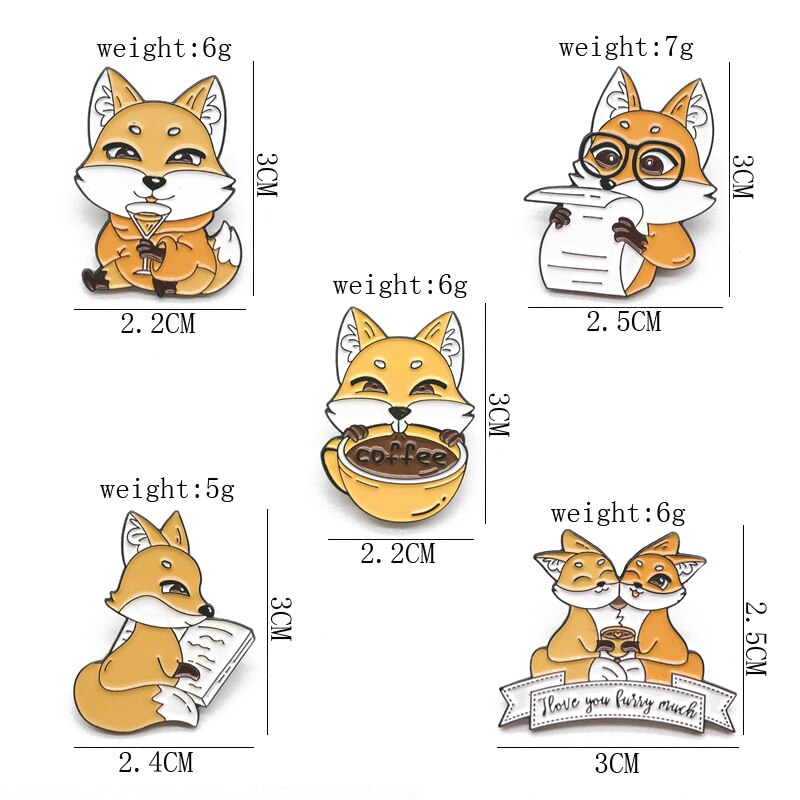 weight:6g
3CM
2.2CM
weight:7g
3CM
2.5CM
weight:6g
3CM
coffee
2.2CM
weight:5g
3CM
2.4CM
weight:6g
2.5CM
I love you furry much
3CM